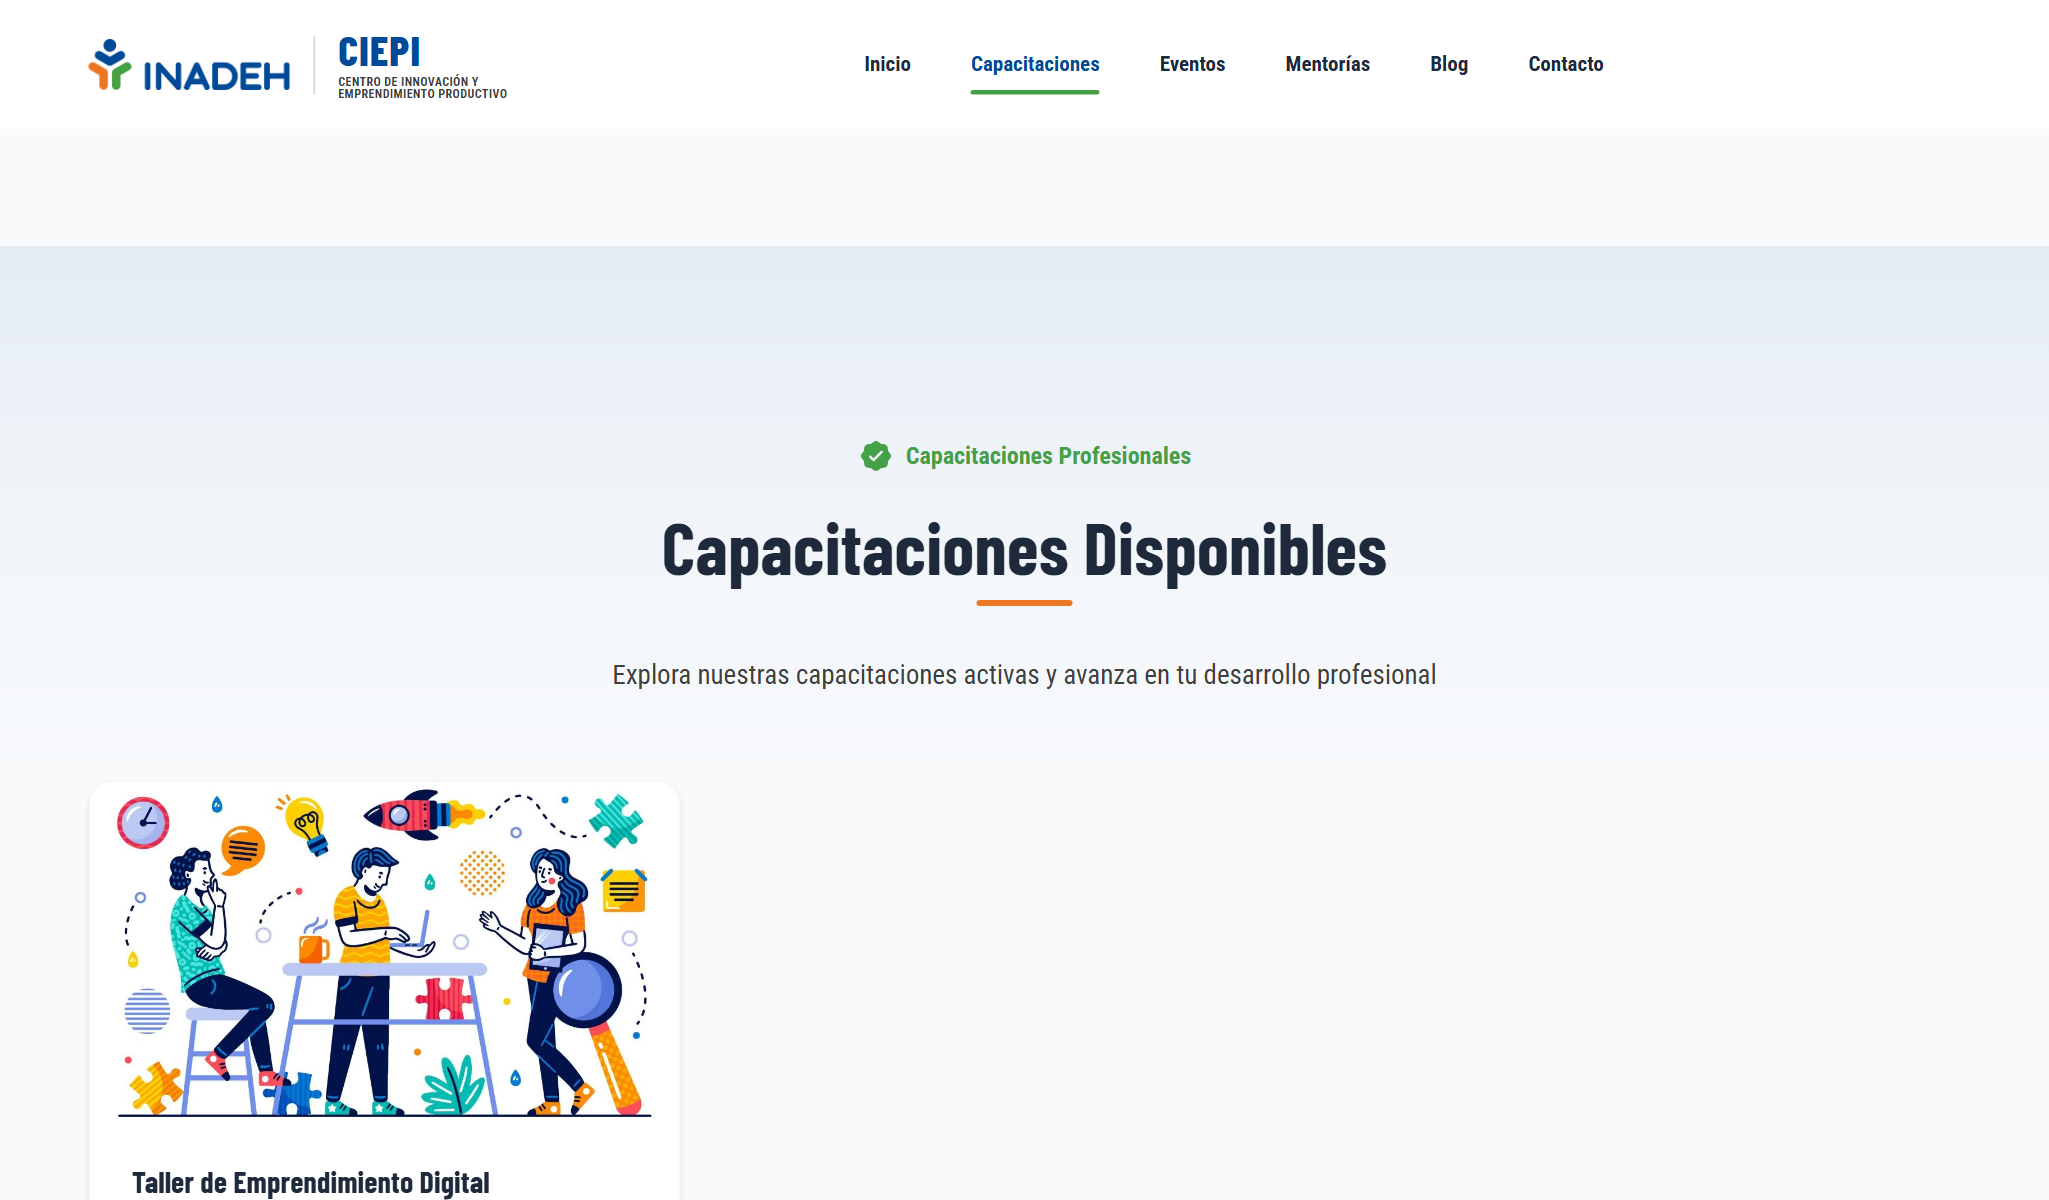 INADEH
CIEPI
CENTRO DE INNOVACIÓN Y
EMPRENDIMIENTO PRODUCTIVO
Inicio
Capacitaciones
Eventos
Mentorías
Blog
Contacto
Capacitaciones Profesionales
Capacitaciones Disponibles
Explora nuestras capacitaciones activas y avanza en tu desarrollo profesional
Taller de Emprendimiento Digital